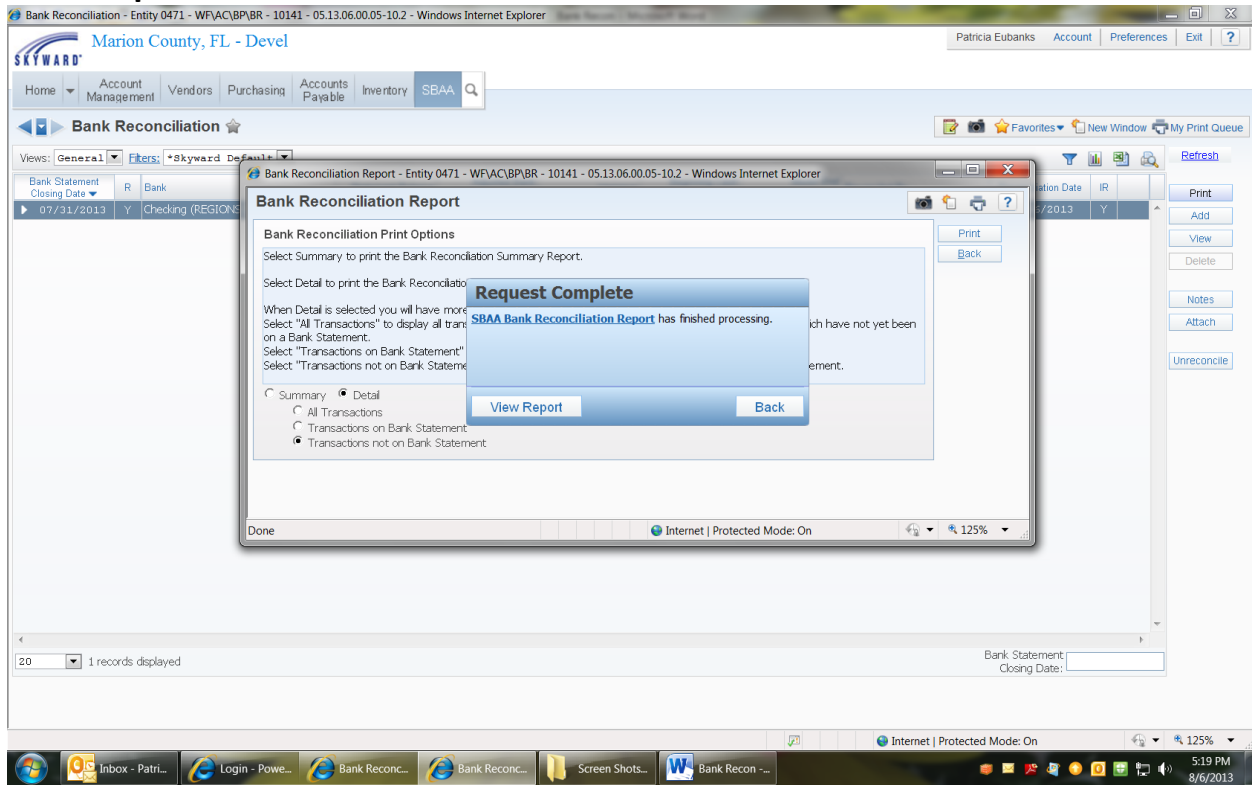 Bank Reconciliation - Entity 0471 - WF\AC\BP\BR - 10141 - 05.13.06.00.05-10.2 - Windows Internet Explorer
Marion County, FL - Devel
Patricia Eubanks Account Preferences Exit ?
SKYWARD
Home Account Management Vendors Purchasing Accounts Payable Inventory SBAA
Bank Reconciliation
Favorites New Window My Print Queue
Views: General Filters: *Skyward Default
Refresh
Bank Statement Closing Date R Bank
ation Date IR
07/31/2013 Y Checking (REGIONS
/2013 Y
Print
Add
View
Delete
Notes
Attach
Unreconcile
Bank Reconciliation Report - Entity 0471 - WF\AC\BP\BR - 10141 - 05.13.06.00.05-10.2 - Windows Internet Explorer
Bank Reconciliation Report
?
Bank Reconciliation Print Options
Print
Back
Select Summary to print the Bank Reconciliation Summary Report.
Select Detail to print the Bank Reconciliatio
When Detail is selected you will have more
Select "All Transactions" to display all trans ich have not yet been
on a Bank Statement.
Select "Transactions on Bank Statement"
Select "Transactions not on Bank Stateme ement.
Summary Detail
All Transactions
Transactions on Bank Statement
Transactions not on Bank Statement
Request Complete
SBAA Bank Reconciliation Report has finished processing.
View Report Back
Done Internet | Protected Mode: On 125%
20 1 records displayed
Bank Statement
Closing Date:
Internet | Protected Mode: On 125%
Inbox - Patri... Login - Powe... Bank Reconc... Bank Reconc... Screen Shots... Bank Recon -...
5:19 PM
8/6/2013